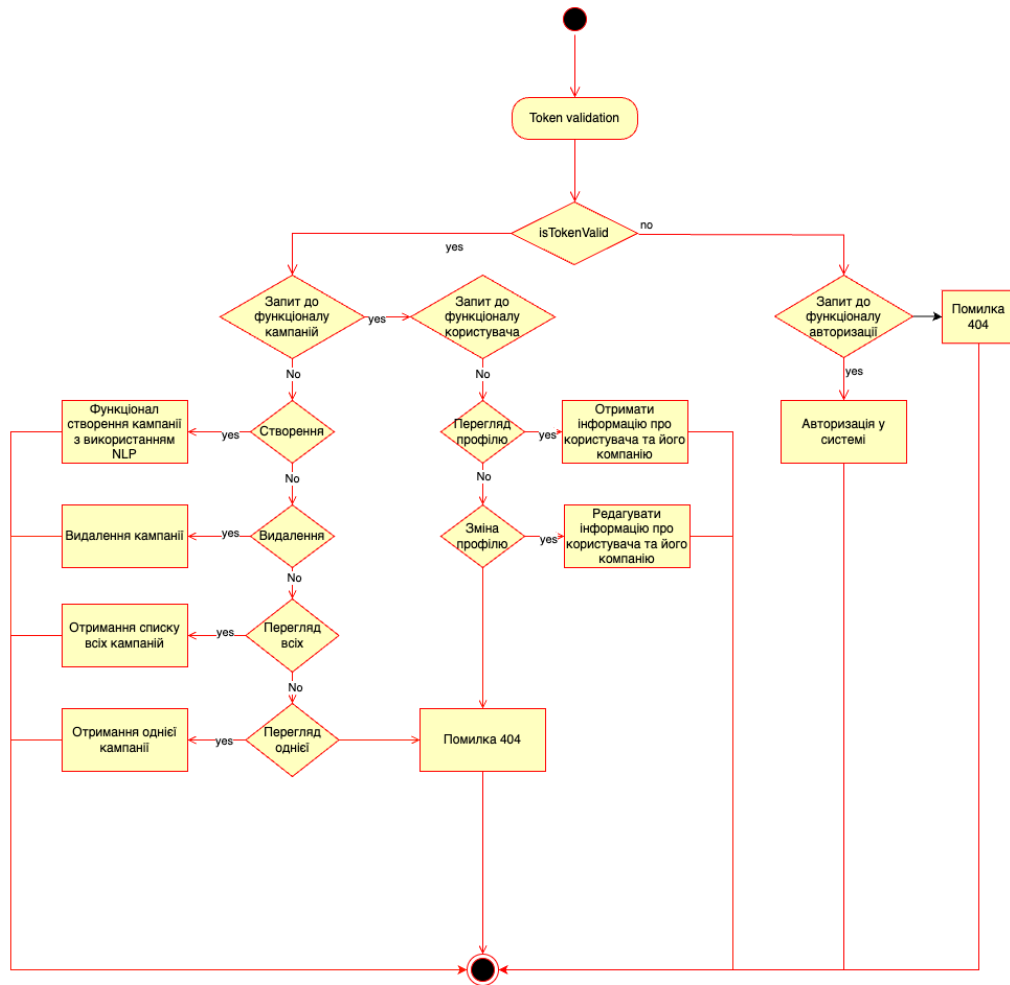 Token validation
isTokenValid
no
yes
Запит до
функціоналу
кампаній
yes
Запит до
функціоналу
користувача
Запит до
функціоналу
авторизації
Помилка
404
No
No
yes
Функціонал
створення кампанії
з використанням
NLP
yes
Створення
Перегляд
профілю
yes
Отримати
інформацію про
користувача та його
компанію
Авторизація у
системі
No
No
Видалення кампанії
yes
Видалення
Зміна
профілю
yes
Редагувати
інформацію про
користувача та його
компанію
No
Отримання списку
всіх кампаній
yes
Перегляд
всіх
No
Отримання однієї
кампанії
yes
Перегляд
однієї
Помилка 404